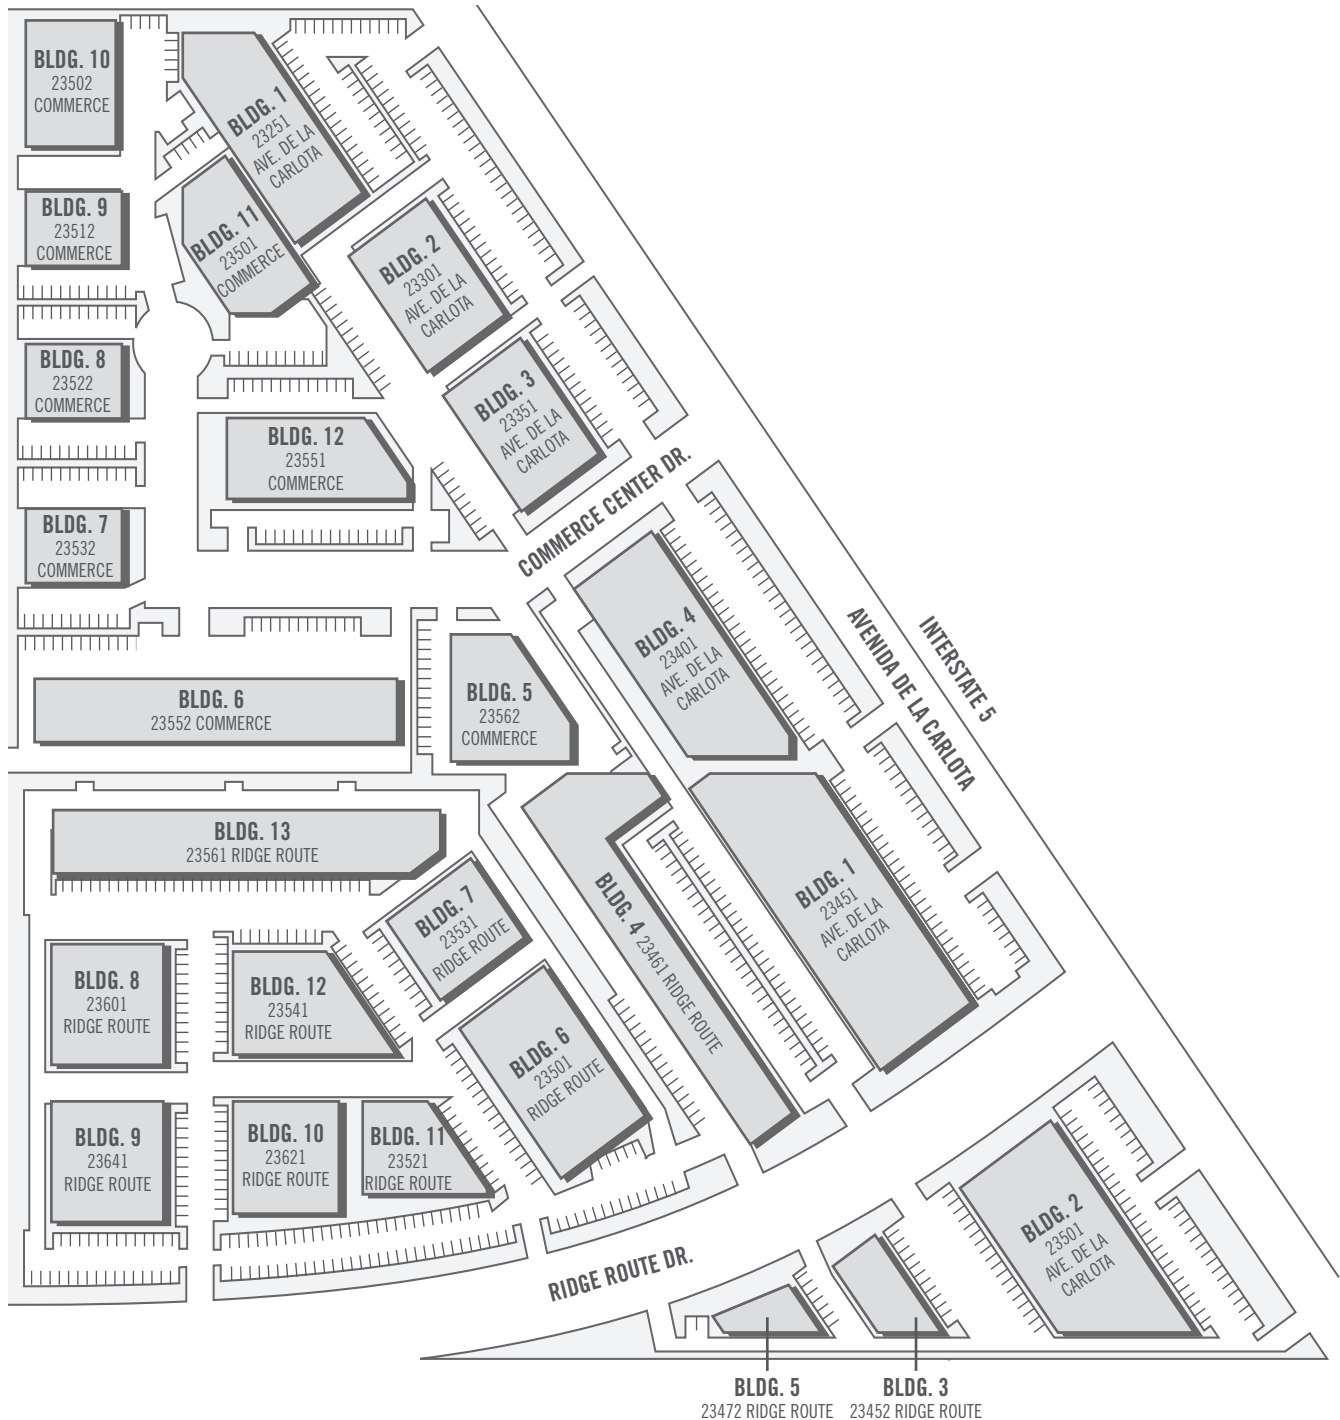 BLDG. 10
23502
COMMERCE
BLDG. 1
23251
AVE. DE LA
CARLOTA
BLDG. 9
23512
COMMERCE
BLDG. 11
23501
COMMERCE
BLDG. 2
23301
AVE. DE LA
CARLOTA
BLDG. 8
23522
COMMERCE
BLDG. 3
23351
AVE. DE LA
CARLOTA
BLDG. 12
23551
COMMERCE
BLDG. 7
23532
COMMERCE
COMMERCE CENTER DR.
BLDG. 4
23401
AVE. DE LA
CARLOTA
AVENIDA DE LA CARLOTA
INTERSTATE 5
BLDG. 6
23552 COMMERCE
BLDG. 5
23562
COMMERCE
BLDG. 13
23561 RIDGE ROUTE
BLDG. 7
23531
RIDGE ROUTE
BLDG. 4 23461 RIDGE ROUTE
BLDG. 1
23451
AVE. DE LA
CARLOTA
BLDG. 8
23601
RIDGE ROUTE
BLDG. 12
23541
RIDGE ROUTE
BLDG. 6
23501
RIDGE ROUTE
BLDG. 9
23641
RIDGE ROUTE
BLDG. 10
23621
RIDGE ROUTE
BLDG. 11
23521
RIDGE ROUTE
BLDG. 2
23501
AVE. DE LA
CARLOTA
RIDGE ROUTE DR.
BLDG. 5
23472 RIDGE ROUTE
BLDG. 3
23452 RIDGE ROUTE